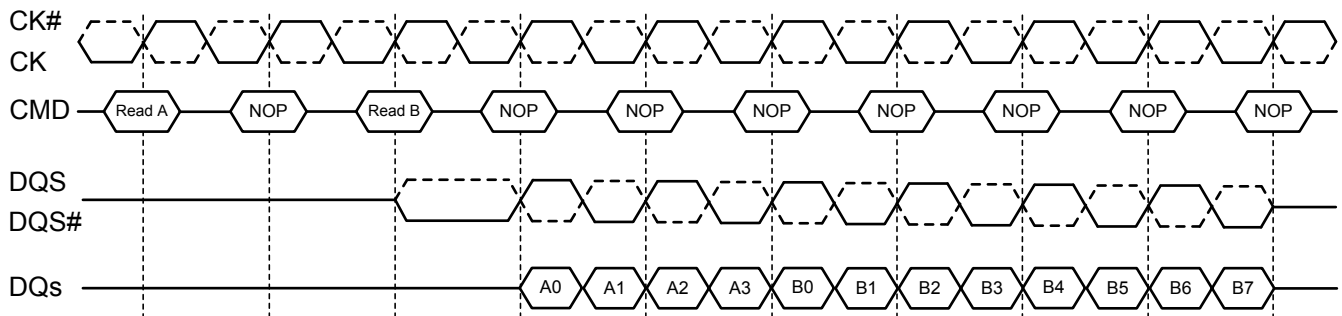 CK#
CK
CMD Read A NOP Read B NOP NOP NOP NOP NOP NOP NOP
DQS
DQS#
DQs A0 A1 A2 A3 B0 B1 B2 B3 B4 B5 B6 B7